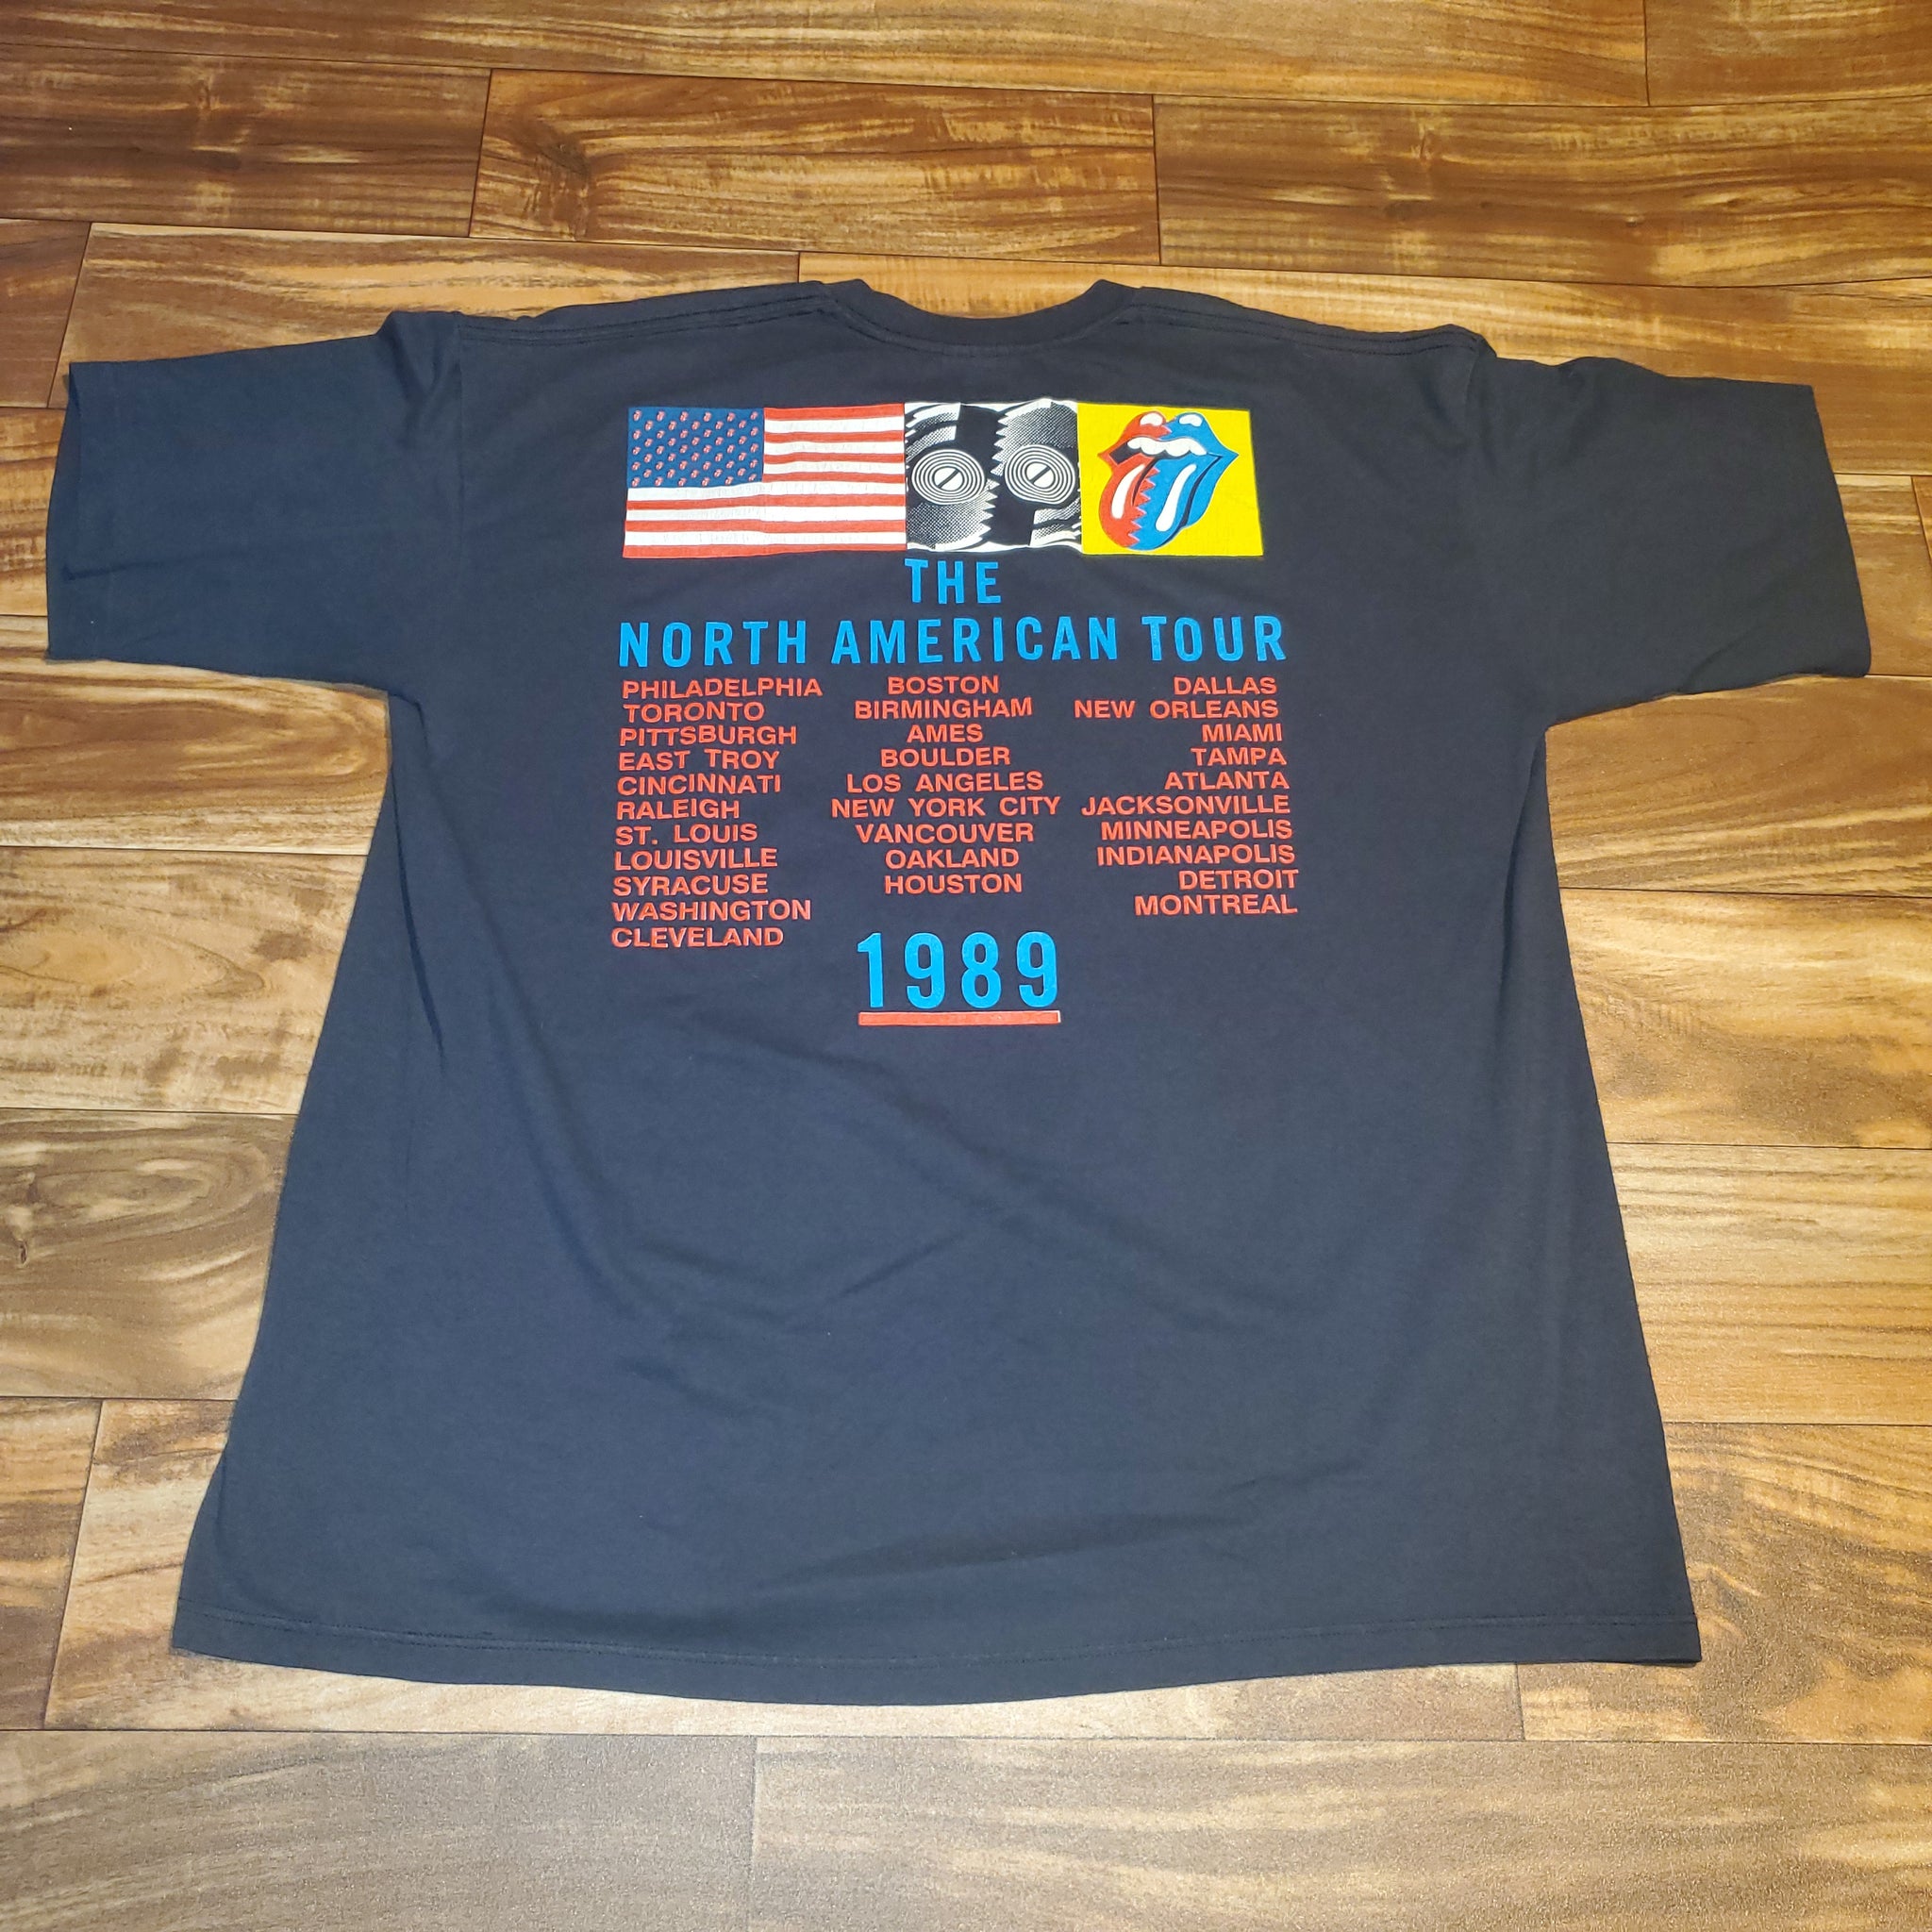 THE
NORTH AMERICAN TOUR
PHILADELPHIA
TORONTO
PITTSBURGH
EAST TROY
CINCINNATI
RALEIGH
ST. LOUIS
LOUISVILLE
SYRACUSE
WASHINGTON
CLEVELAND
BOSTON
BIRMINGHAM
AMES
BOULDER
LOS ANGELES
NEW YORK CITY
VANCOUVER
OAKLAND
HOUSTON
DALLAS
NEW ORLEANS
MIAMI
TAMPA
ATLANTA
JACKSONVILLE
MINNEAPOLIS
INDIANAPOLIS
DETROIT
MONTREAL
1989